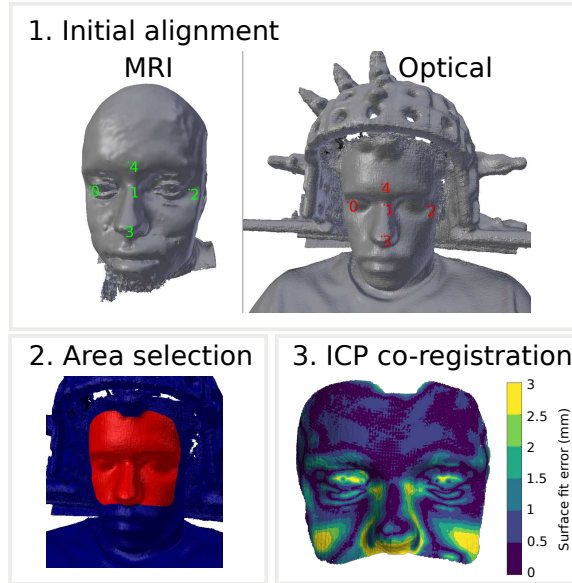 1. Initial alignment
MRI
Optical
4
0
1
2
3
4
0
1
2
3
2. Area selection
3. ICP co-registration
3
2.5
2
1.5
1
0.5
0
Surface fit error (mm)